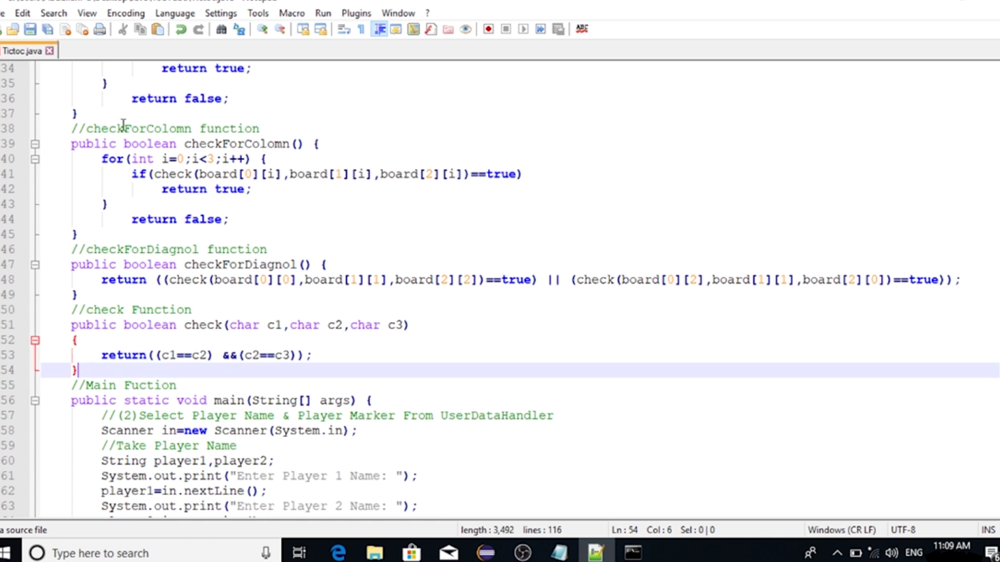 Edit Search View Encoding Language Settings Tools Macro Run Plugins Window ?
Tictoc.java
34 return true;
35 }
36 return false;
37 }
38 //checkForColomn function
39 public boolean checkForColomn() {
40 for(int i=0;i<3;i++) {
41 if(check(board[0][i],board[1][i],board[2][i])==true)
42 return true;
43 }
44 return false;
45 }
46 //checkForDiagnol function
47 public boolean checkForDiagnol() {
48 return ((check(board[0][0],board[1][1],board[2][2])==true) || (check(board[0][2],board[1][1],board[2][0])==true));
49 }
50 //check Function
51 public boolean check(char c1,char c2,char c3)
52 {
53 return((c1==c2) &&(c2==c3));
54 }
55 //Main Fuction
56 public static void main(String[] args) {
57 //(2)Select Player Name & Player Marker From UserDataHandler
58 Scanner in=new Scanner(System.in);
59 //Take Player Name
60 String player1,player2;
61 System.out.print("Enter Player 1 Name: ");
62 player1=in.nextLine();
63 System.out.print("Enter Player 2 Name: ");
a source file length : 3,492 lines : 116 Ln : 54 Col : 6 Sel : 0 | 0 Windows (CR LF) UTF-8 INS
Type here to search ENG 11:09 AM